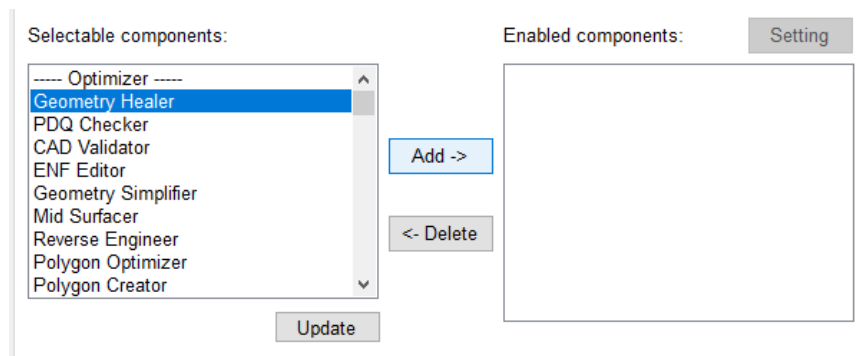 Selectable components:
Enabled components:
Setting
----- Optimizer -----
Geometry Healer
PDQ Checker
CAD Validator
ENF Editor
Geometry Simplifier
Mid Surfacer
Reverse Engineer
Polygon Optimizer
Polygon Creator
Add ->
<- Delete
Update